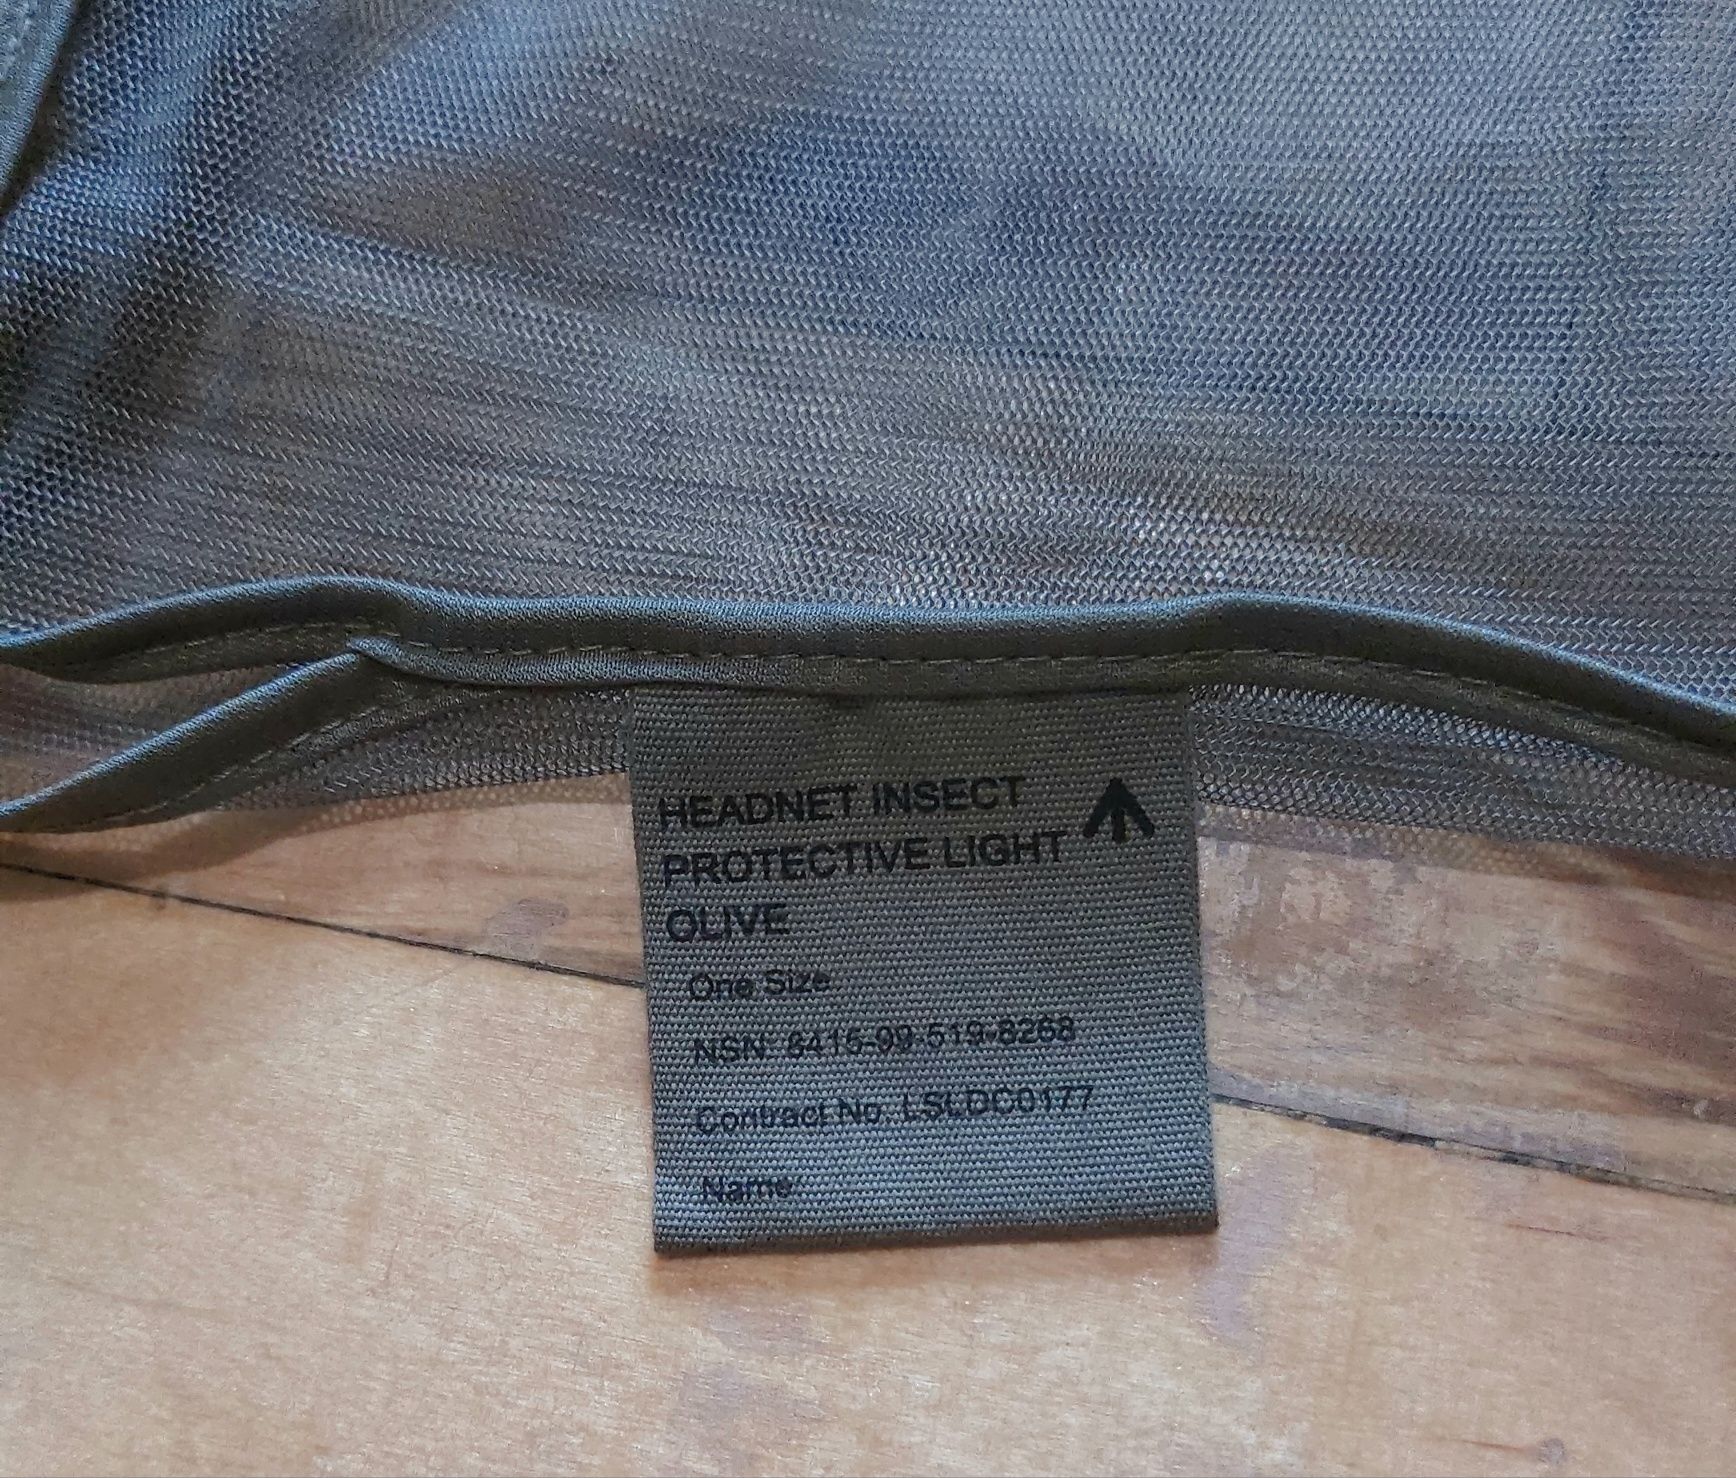 HEADNET INSECT
PROTECTIVE LIGHT
OLIVE
One Size
NSN: 8415-99-519-8268
Contract No: LSLDC0177
Name